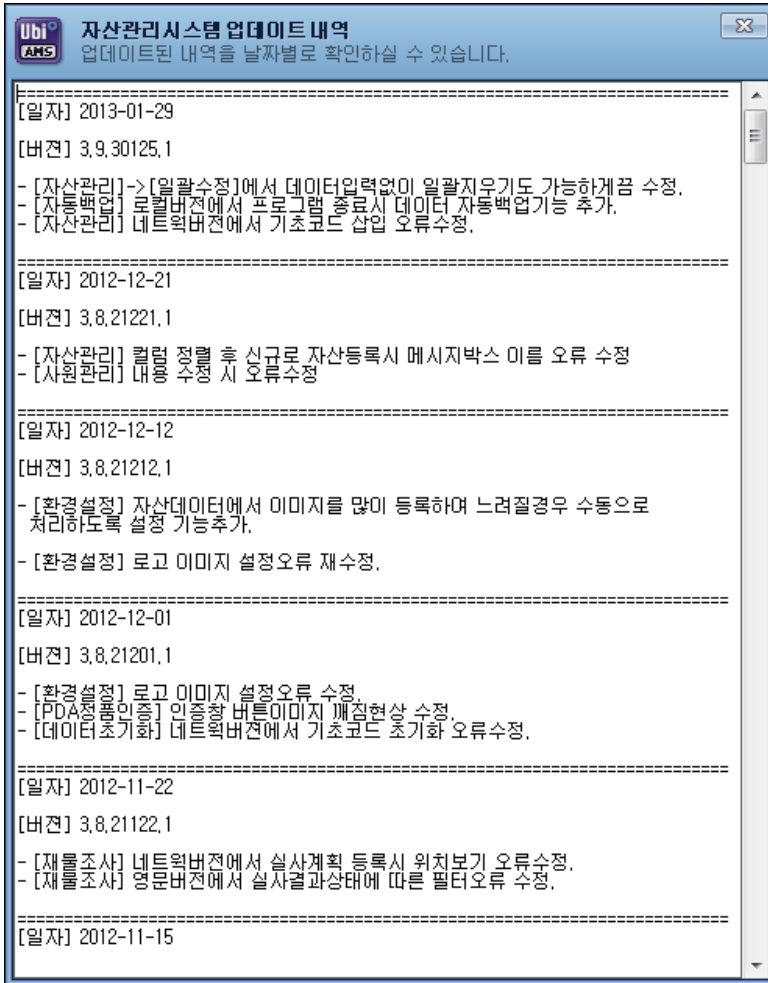 Ubi
AMS
자산관리시스템 업데이트 내역
업데이트된 내역을 날짜별로 확인하실 수 있습니다.
============================================================================
[일자] 2013-01-29
[버젼] 3.9.30125.1
- [자산관리]->[일괄수정]에서 데이터입력없이 일괄지우기도 가능하게끔 수정.
- [자동백업] 로컬버전에서 프로그램 종료시 데이터 자동백업기능 추가.
- [자산관리] 네트웍버전에서 기초코드 삽입 오류수정.
============================================================================
[일자] 2012-12-21
[버젼] 3.8.21221.1
- [자산관리] 컬럼 정렬 후 신규로 자산등록시 메시지박스 이름 오류 수정
- [사원관리] 내용 수정 시 오류수정
============================================================================
[일자] 2012-12-12
[버젼] 3.8.21212.1
- [환경설정] 자산데이터에서 이미지를 많이 등록하여 느려질경우 수동으로
처리하도록 설정 기능추가.
- [환경설정] 로고 이미지 설정오류 재수정.
============================================================================
[일자] 2012-12-01
[버젼] 3.8.21201.1
- [환경설정] 로고 이미지 설정오류 수정.
- [PDA정품인증] 인증창 버튼이미지 깨짐현상 수정.
- [데이터초기화] 네트웍버젼에서 기초코드 초기화 오류수정.
============================================================================
[일자] 2012-11-22
[버젼] 3.8.21122.1
- [재물조사] 네트웍버젼에서 실사계획 등록시 위치보기 오류수정.
- [재물조사] 영문버전에서 실사결과상태에 따른 필터오류 수정.
============================================================================
[일자] 2012-11-15